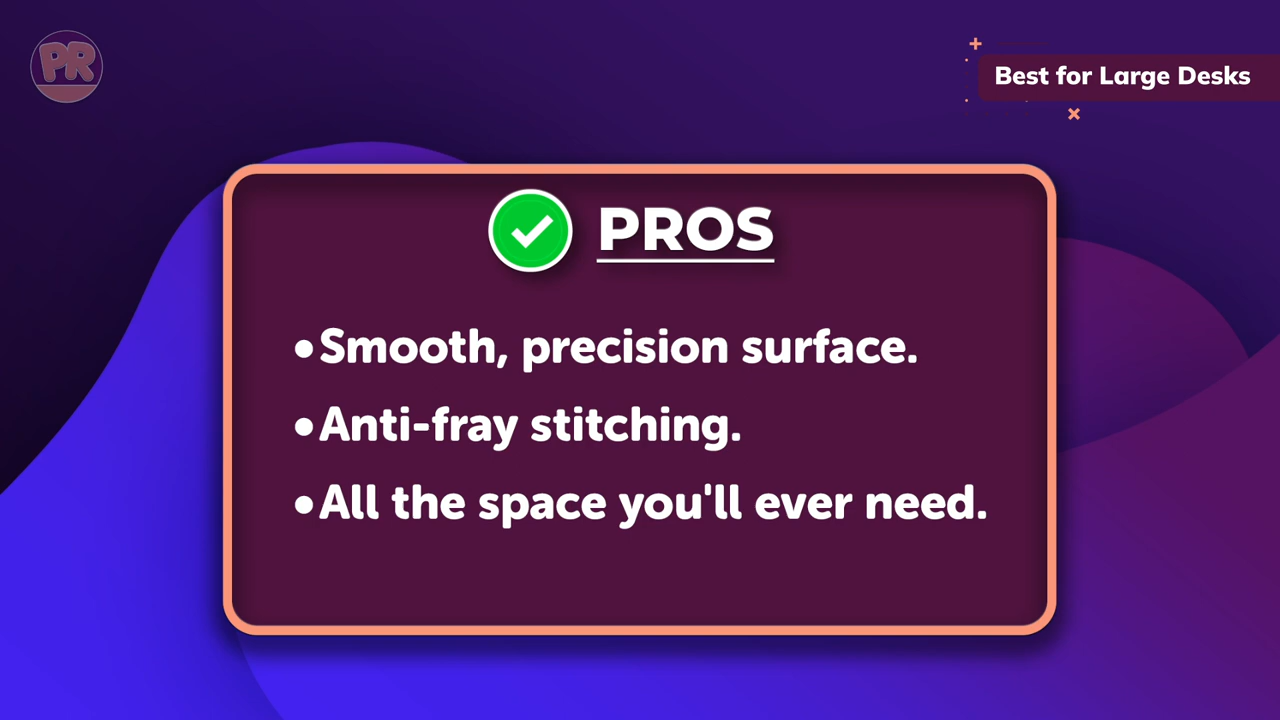 PR
Best for Large Desks
PROS
•Smooth, precision surface.
•Anti-fray stitching.
•All the space you'll ever need.